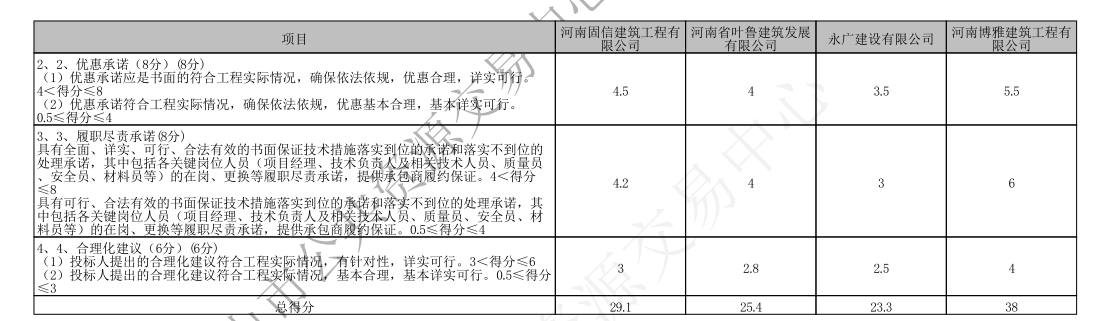 项目
河南固信建筑工程有
限公司
河南省叶鲁建筑发展
有限公司
永广建设有限公司
河南博雅建筑工程有
限公司
2、2、优惠承诺（8分）(8分)
（1）优惠承诺应是书面的符合工程实际情况，确保依法依规，优惠合理，详实可行。
4＜得分≤8
（2）优惠承诺符合工程实际情况，确保依法依规，优惠基本合理，基本详实可行。
0.5≤得分≤4
4.5
4
3.5
5.5
3、3、履职尽责承诺(8分)
具有全面、详实、可行、合法有效的书面保证技术措施落实到位的承诺和落实不到位的
处理承诺，其中包括各关键岗位人员（项目经理、技术负责人及相关技术人员、质量员
、安全员、材料员等）的在岗、更换等履职尽责承诺，提供承包商履约保证。4＜得分
≤8
具有可行、合法有效的书面保证技术措施落实到位的承诺和落实不到位的处理承诺，其
中包括各关键岗位人员（项目经理、技术负责人及相关技术人员、质量员、安全员、材
料员等）的在岗、更换等履职尽责承诺，提供承包商履约保证。0.5≤得分≤4
4.2
4
3
6
4、4、合理化建议（6分）(6分)
（1）投标人提出的合理化建议符合工程实际情况，有针对性，详实可行。3＜得分≤6
（2）投标人提出的合理化建议符合工程实际情况，基本合理，基本详实可行。0.5≤得分
≤3
3
2.8
2.5
4
总得分
29.1
25.4
23.3
38
山市公共资源交易中心
资源交易中心